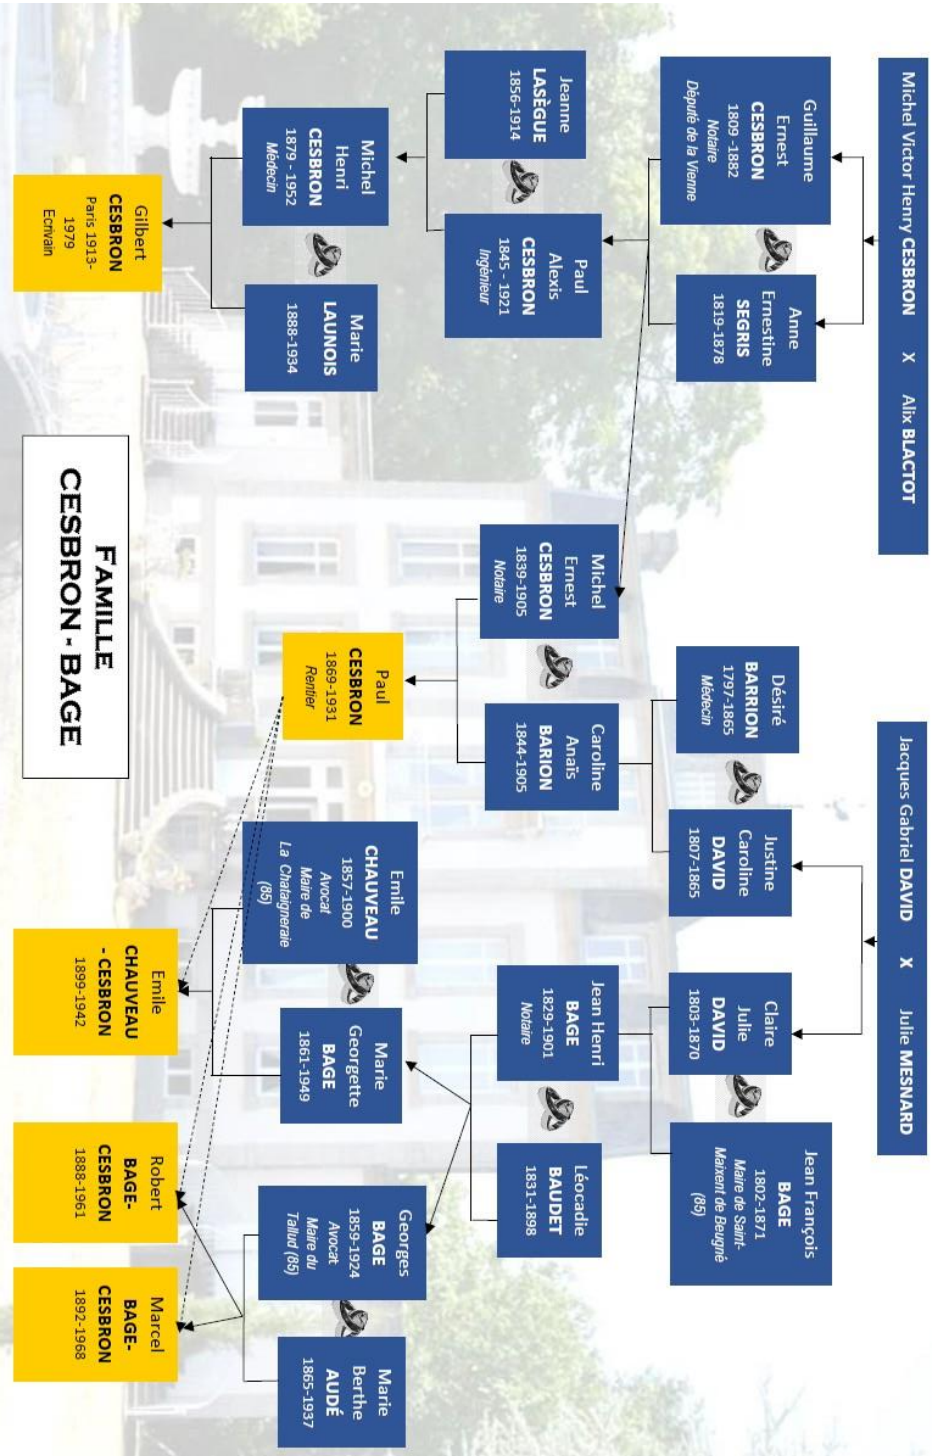 Michel Victor Henry CESBRON X Alix BLACTOT
Jacques Gabriel DAVID X Julie MESNARD
Guillaume
Ernest
CESBRON
1809 -1882
Notaire
Député de la Vienne
Anne
Ernestine
SEGRIS
1819-1878
Désiré
BARRION
1797-1865
Médecin
Justine
Caroline
DAVID
1807-1865
Claire
Julie
DAVID
1803-1870
Jean François
BAGE
1802-1871
Maire de Saint-
Maixent de Beugné
(85)
Jeanne
LASÈGUE
1856-1914
Paul
Alexis
CESBRON
1845 - 1921
Ingénieur
Michel
Ernest
CESBRON
1839-1905
Notaire
Caroline
Anaïs
BARION
1844-1905
Jean Henri
BAGE
1829-1901
Notaire
Léocadie
BAUDET
1831-1898
Michel
Henri
CESBRON
1879 - 1952
Médecin
Marie
LAUNOIS
1888-1934
Paul
CESBRON
1869-1931
Rentier
Emile
CHAUVEAU
1857-1900
Avocat
Maire de
La Chataigneraie
(85)
Marie
Georgette
BAGE
1861-1949
Georges
BAGE
1859-1924
Avocat
Maire du
Tallud (85)
Marie
Berthe
AUDÉ
1865-1937
Gilbert
CESBRON
Paris 1913-
1979
Ecrivain
Emile
CHAUVEAU
- CESBRON
1899-1942
Robert
BAGE-
CESBRON
1888-1961
Marcel
BAGE-
CESBRON
1892-1968
FAMILLE
CESBRON - BAGE